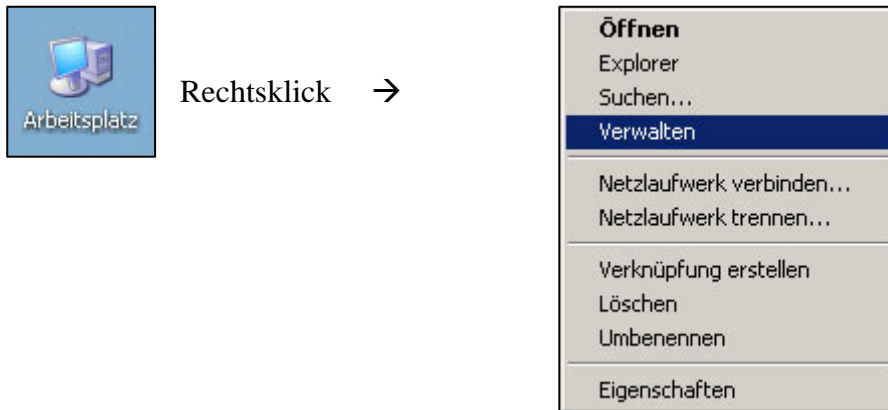 Arbeitsplatz
Rechtsklick →
Öffnen
Explorer
Suchen...
Verwalten
Netzlaufwerk verbinden...
Netzlaufwerk trennen...
Verknüpfung erstellen
Löschen
Umbenennen
Eigenschaften